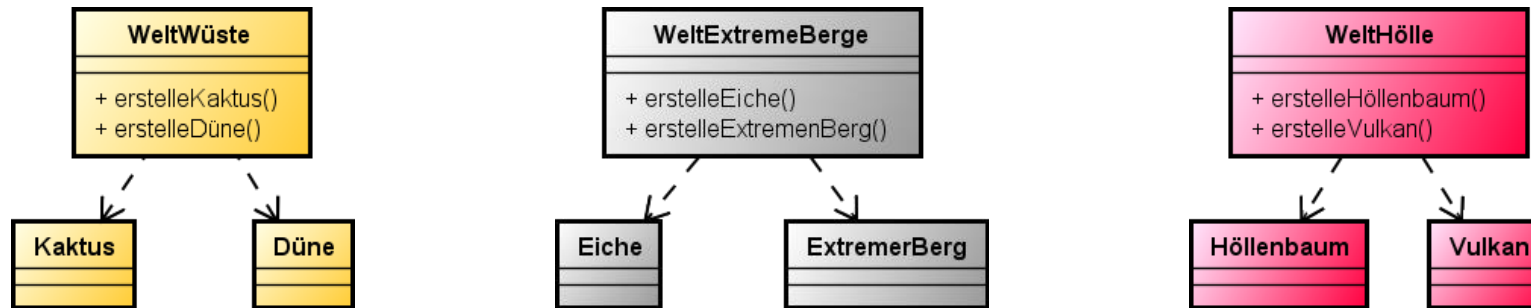 WeltWüste
+ erstelleKaktus()
+ erstelleDüne()
Kaktus
Düne
WeltExtremeBerge
+ erstelleEiche()
+ erstelleExtremenBerg()
Eiche
ExtremerBerg
WeltHölle
+ erstelleHöllenbaum()
+ erstelleVulkan()
Höllenbaum
Vulkan